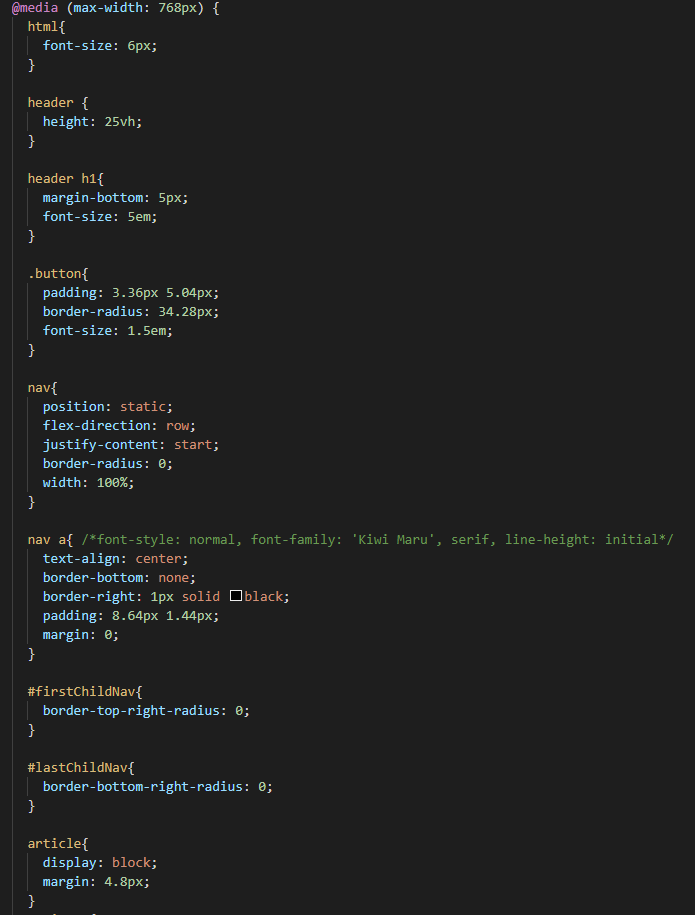 @media (max-width: 768px) {
html{
font-size: 6px;
}
header {
height: 25vh;
}
header h1{
margin-bottom: 5px;
font-size: 5em;
}
.button{
padding: 3.36px 5.04px;
border-radius: 34.28px;
font-size: 1.5em;
}
nav{
position: static;
flex-direction: row;
justify-content: start;
border-radius: 0;
width: 100%;
}
nav a{ /*font-style: normal, font-family: 'Kiwi Maru', serif, line-height: initial*/
text-align: center;
border-bottom: none;
border-right: 1px solid black;
padding: 8.64px 1.44px;
margin: 0;
}
#firstChildNav{
border-top-right-radius: 0;
}
#lastChildNav{
border-bottom-right-radius: 0;
}
article{
display: block;
margin: 4.8px;
}